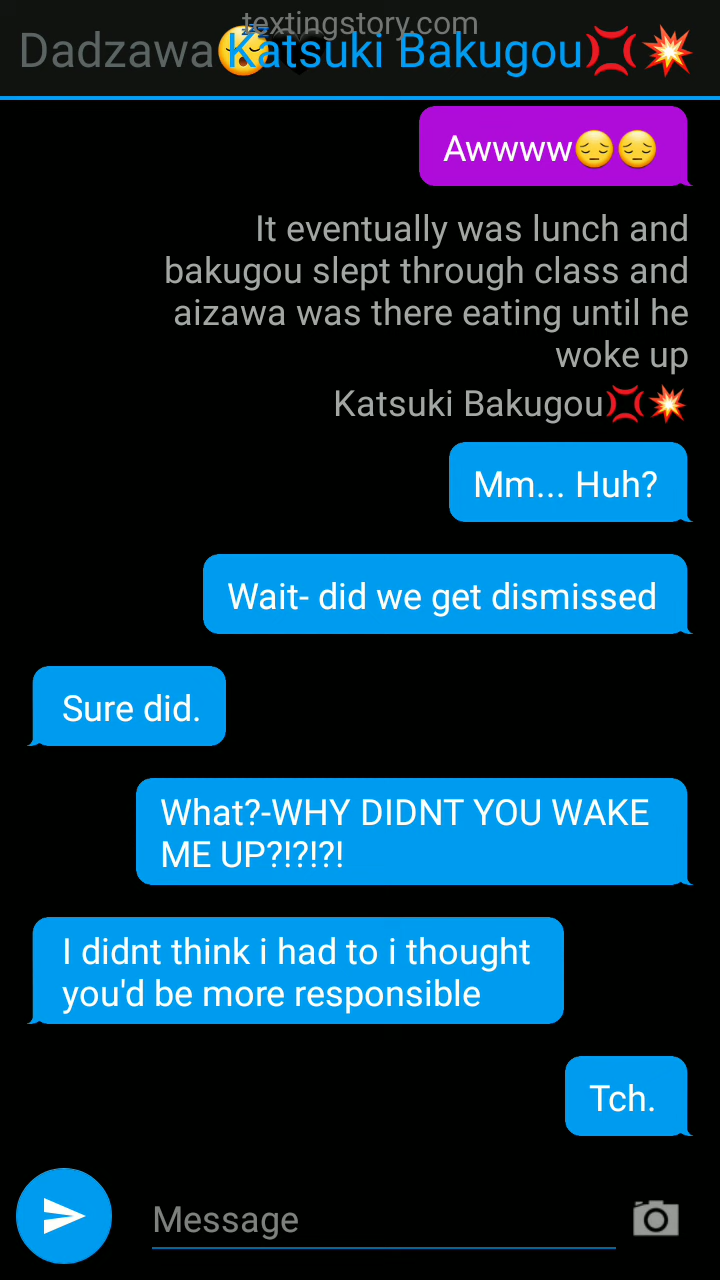 textingstory.com
Dadzawa😴 Katsuki Bakugou💢💥
Awwww😔😔
It eventually was lunch and
bakugou slept through class and
aizawa was there eating until he
woke up
Katsuki Bakugou💢💥
Mm... Huh?
Wait- did we get dismissed
Sure did.
What?-WHY DIDNT YOU WAKE
ME UP?!?!?!
I didnt think i had to i thought
you'd be more responsible
Tch.
Message